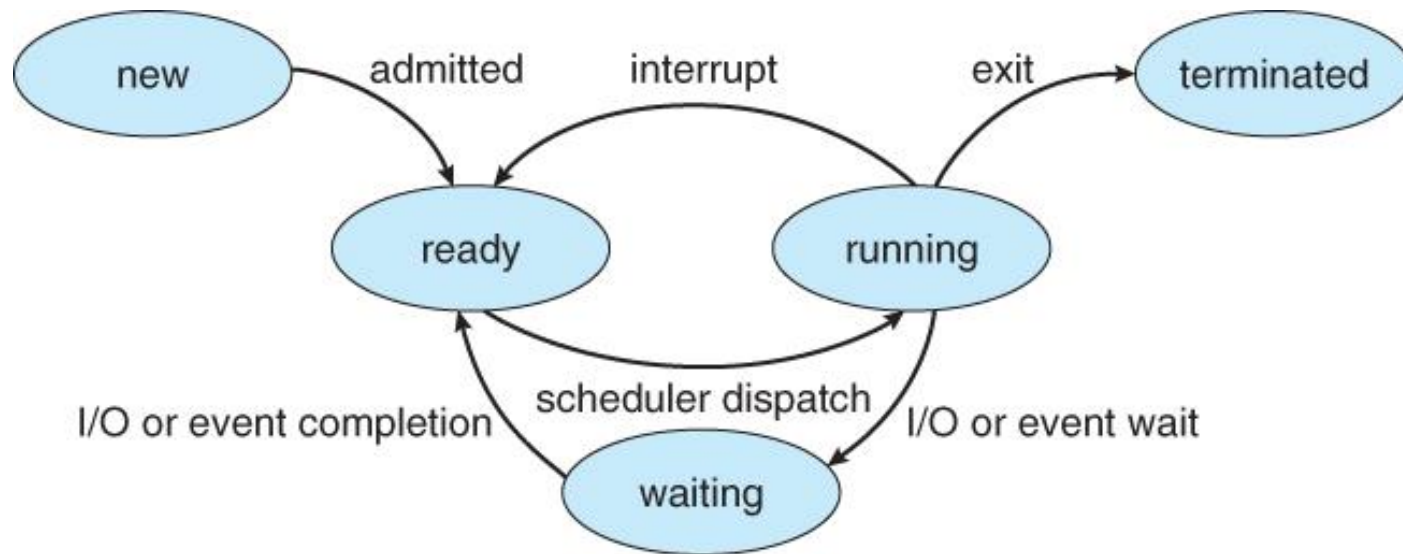 new
admitted
interrupt
exit
terminated
ready
running
scheduler dispatch
I/O or event completion
I/O or event wait
waiting